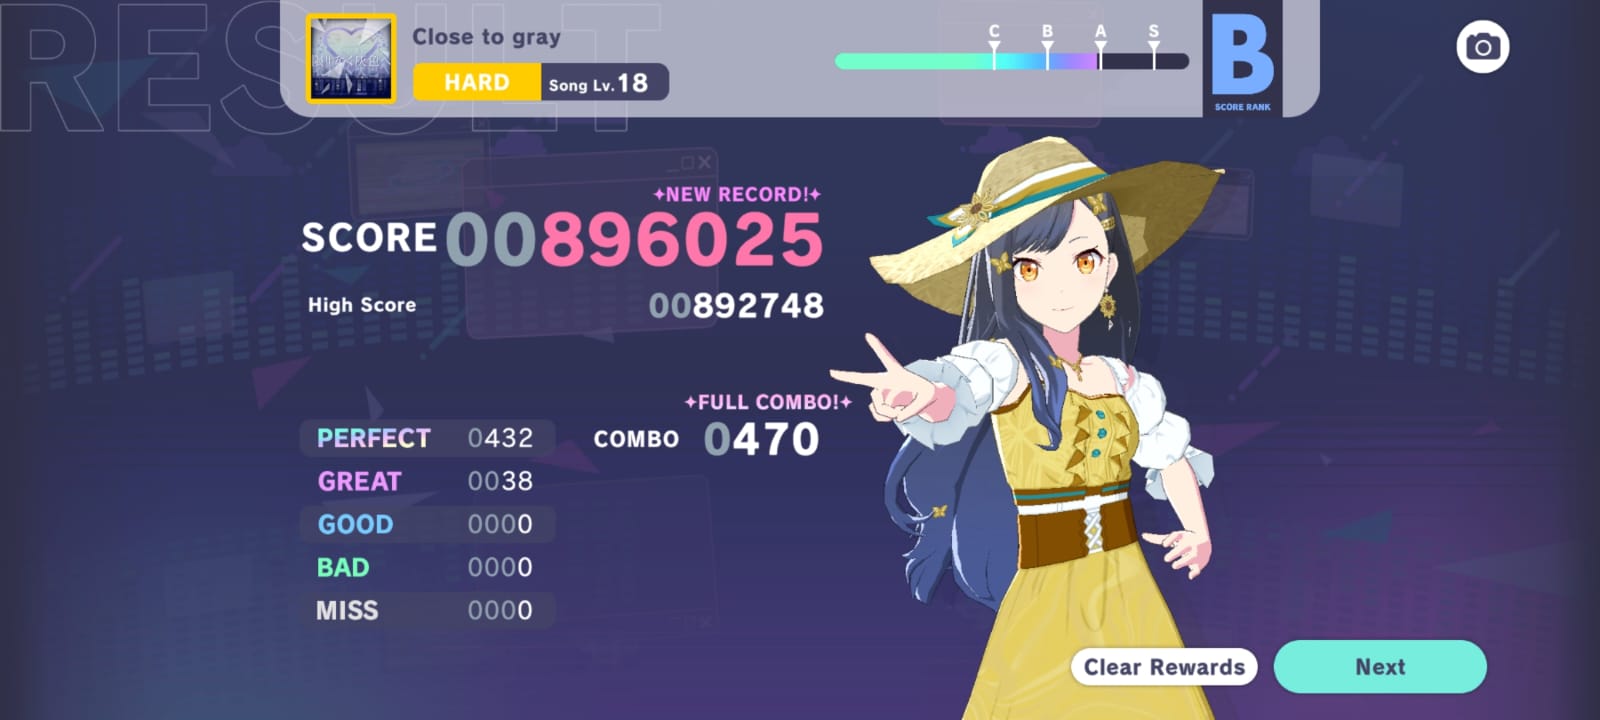 RESULT
Close to gray
HARD Song Lv.18
C B A S
B
SCORE RANK
NEW RECORD!
SCORE 00896025
High Score 00892748
FULL COMBO!
COMBO 0470
PERFECT 0432
GREAT 0038
GOOD 0000
BAD 0000
MISS 0000
Clear Rewards
Next